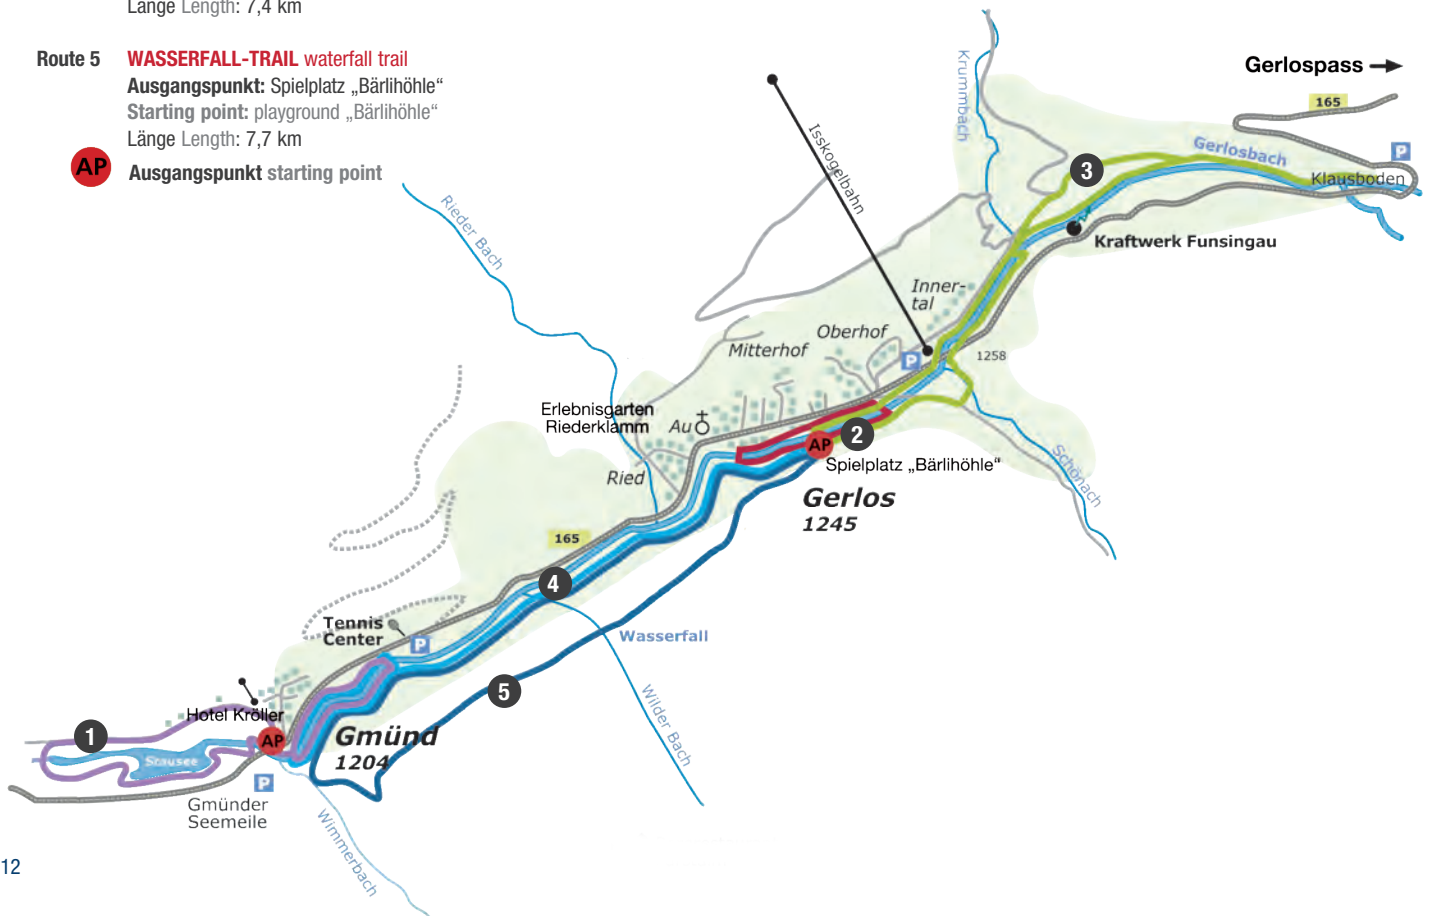 Länge Length: 7,4 km
Route 5 WASSERFALL-TRAIL waterfall trail
Ausgangspunkt: Spielplatz „Bärlihöhle“
Starting point: playground „Bärlihöhle“
Länge Length: 7,7 km
AP Ausgangspunkt starting point
Gerlospass
165
Krummbach
Isskogelbahn
Gerlosbach
P
3
Klausboden
Rieder Bach
Kraftwerk Funsingau
Inner-
tal
Oberhof
Mitterhof
P
1258
Erlebnisgarten
Riederklamm
Au
2
AP
Spielplatz „Bärlihöhle“
Schönach
Ried
Gerlos
1245
165
4
Tennis
Center
P
Wasserfall
5
Wilder Bach
Hotel Kröller
1
AP
Gmünd
1204
Stausee
P
Gmünder
Seemeile
Wimmerbach
12